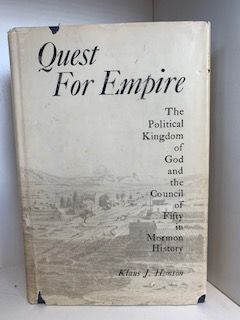 Quest
For Empire
The
Political
Kingdom
of
God
and
the
Council
of
Fifty
in
Mormon
History
Klaus J. Hansen